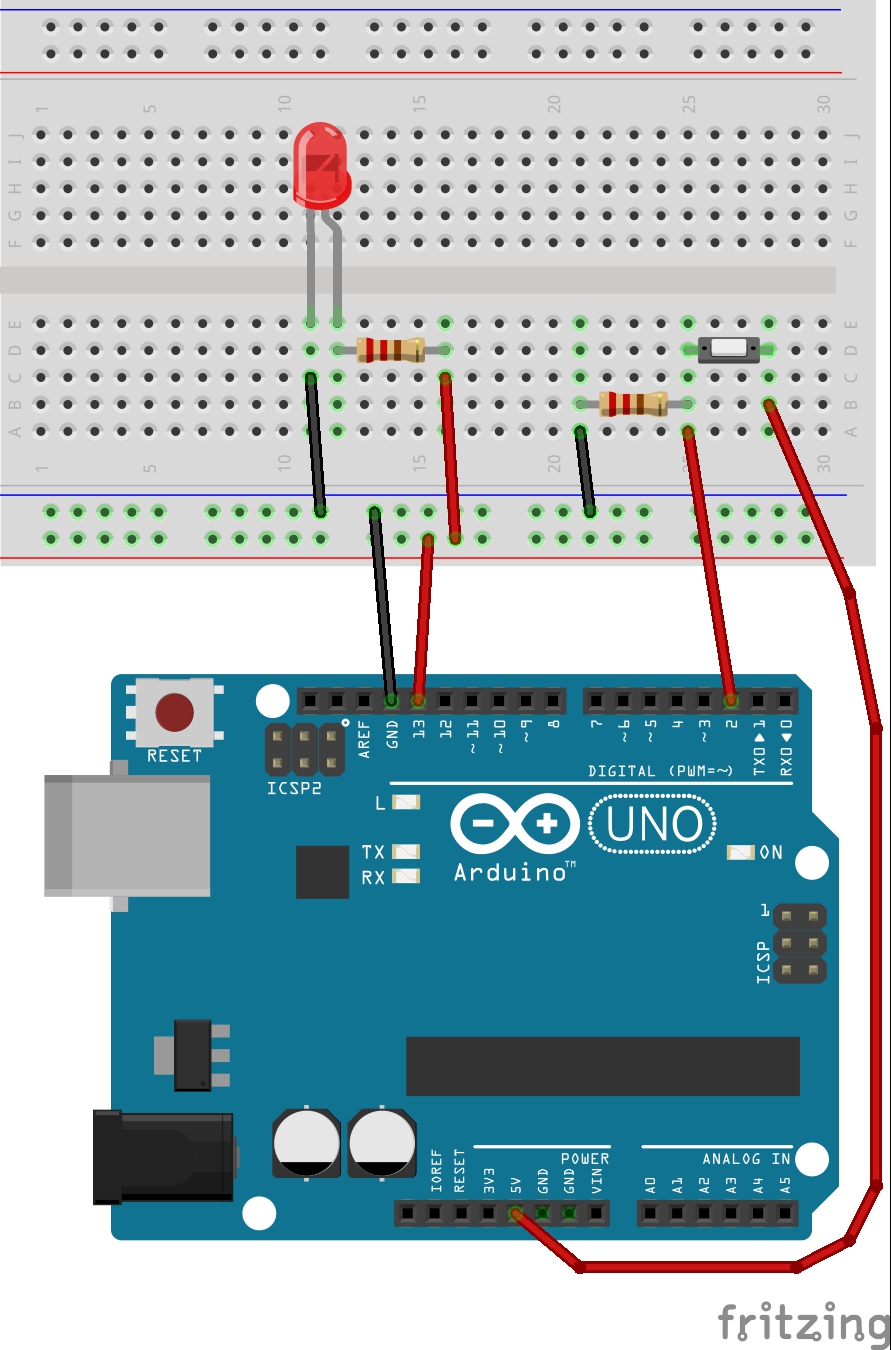 1 5 10 15 20 25 30
J J
I I
H H
G G
F F
E E
D D
C C
B B
A A
1 5 10 15 20 25 30
RESET
ICSP2
AREF GND 13 12 ~11 ~10 ~9 8 7 ~6 ~5 4 ~3 2 TX0▶1 RX0◀0
DIGITAL (PWM=~)
L
TX
RX
UNO
Arduino™
ON
1
ICSP
POWER ANALOG IN
IOREF RESET 3V3 5V GND GND VIN A0 A1 A2 A3 A4 A5
fritzing